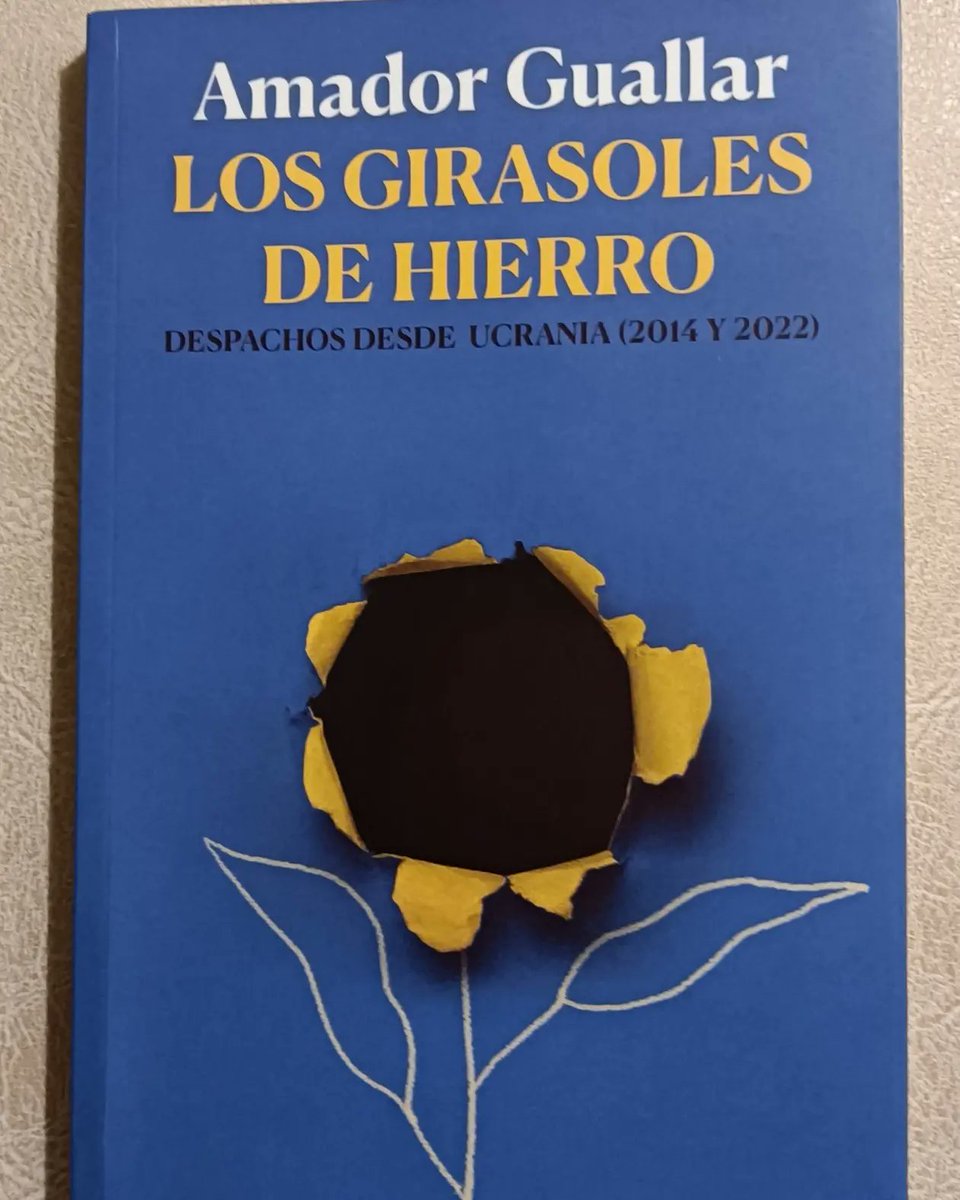 Amador Guallar
LOS GIRASOLES
DE HIERRO
DESPACHOS DESDE UCRANIA (2014 Y 2022)